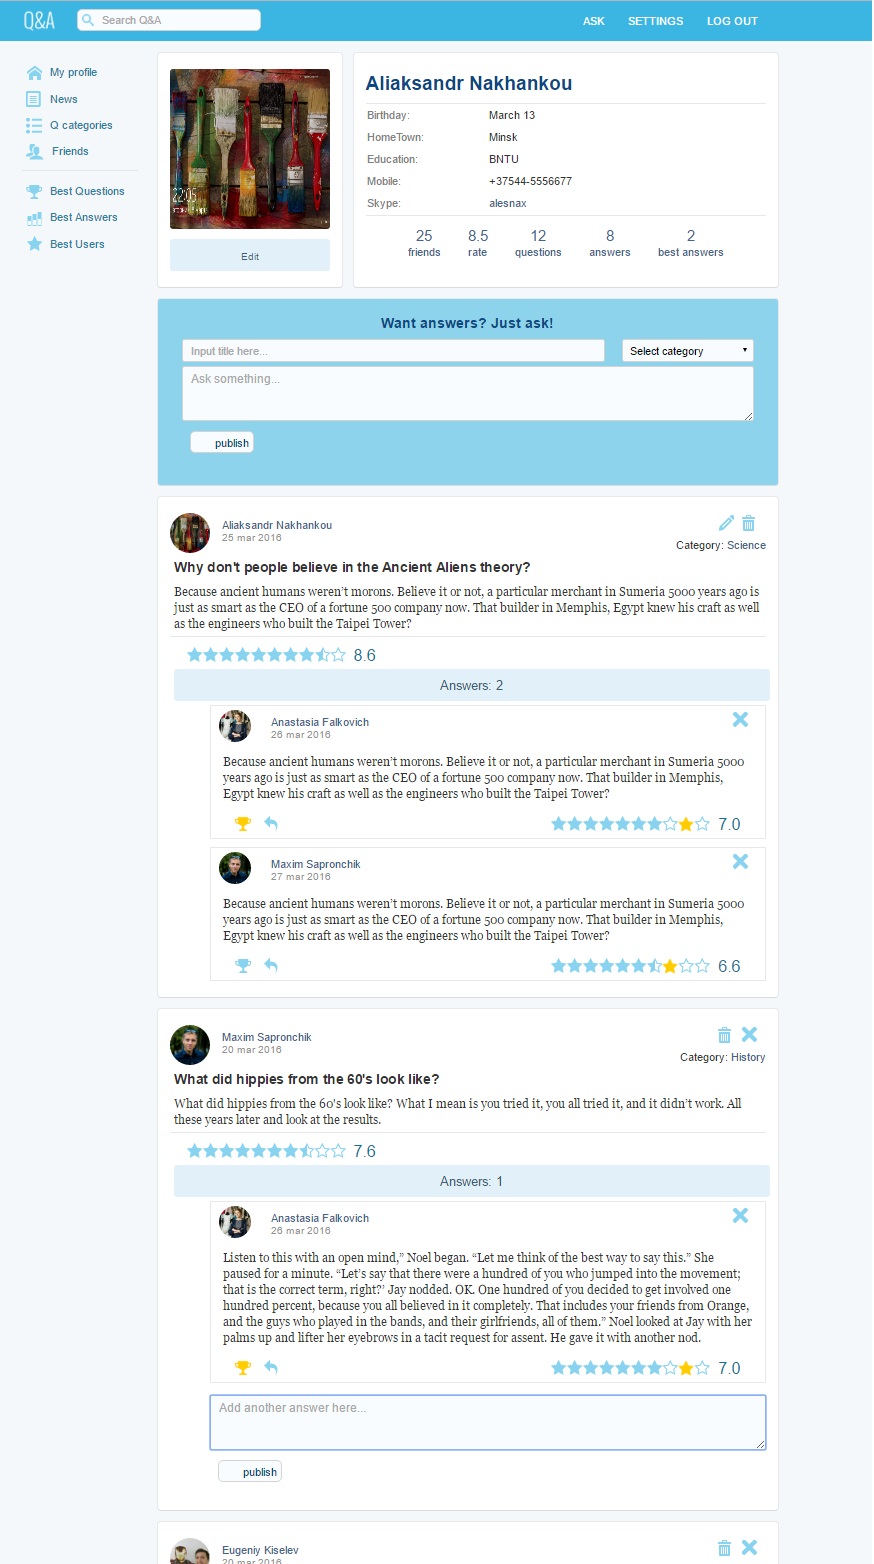 Q&A
Search Q&A
ASK SETTINGS LOG OUT
My profile
News
Q categories
Friends
Best Questions
Best Answers
Best Users
22:05
Edit
Aliaksandr Nakhankou
Birthday: March 13
HomeTown: Minsk
Education: BNTU
Mobile: +37544-5556677
Skype: alesnax
25 8.5 12 8 2
friends rate questions answers best answers
Want answers? Just ask!
Input title here...
Select category
Ask something...
publish
Aliaksandr Nakhankou
25 mar 2016
Category: Science
Why don't people believe in the Ancient Aliens theory?
Because ancient humans weren’t morons. Believe it or not, a particular merchant in Sumeria 5000 years ago is
just as smart as the CEO of a fortune 500 company now. That builder in Memphis, Egypt knew his craft as well
as the engineers who built the Taipei Tower?
8.6
Answers: 2
Anastasia Falkovich
26 mar 2016
Because ancient humans weren’t morons. Believe it or not, a particular merchant in Sumeria 5000
years ago is just as smart as the CEO of a fortune 500 company now. That builder in Memphis,
Egypt knew his craft as well as the engineers who built the Taipei Tower?
7.0
Maxim Sapronchik
27 mar 2016
Because ancient humans weren’t morons. Believe it or not, a particular merchant in Sumeria 5000
years ago is just as smart as the CEO of a fortune 500 company now. That builder in Memphis,
Egypt knew his craft as well as the engineers who built the Taipei Tower?
6.6
Maxim Sapronchik
20 mar 2016
Category: History
What did hippies from the 60's look like?
What did hippies from the 60's look like? What I mean is you tried it, you all tried it, and it didn’t work. All
these years later and look at the results.
7.6
Answers: 1
Anastasia Falkovich
26 mar 2016
Listen to this with an open mind,” Noel began. “Let me think of the best way to say this.” She
paused for a minute. “Let’s say that there were a hundred of you who jumped into the movement;
that is the correct term, right?’ Jay nodded. OK. One hundred of you decided to get involved one
hundred percent, because you all believed in it completely. That includes your friends from Orange,
and the guys who played in the bands, and their girlfriends, all of them.” Noel looked at Jay with her
palms up and lifter her eyebrows in a tacit request for assent. He gave it with another nod.
7.0
Add another answer here...
publish
Eugeniy Kiselev
20 mar 2016